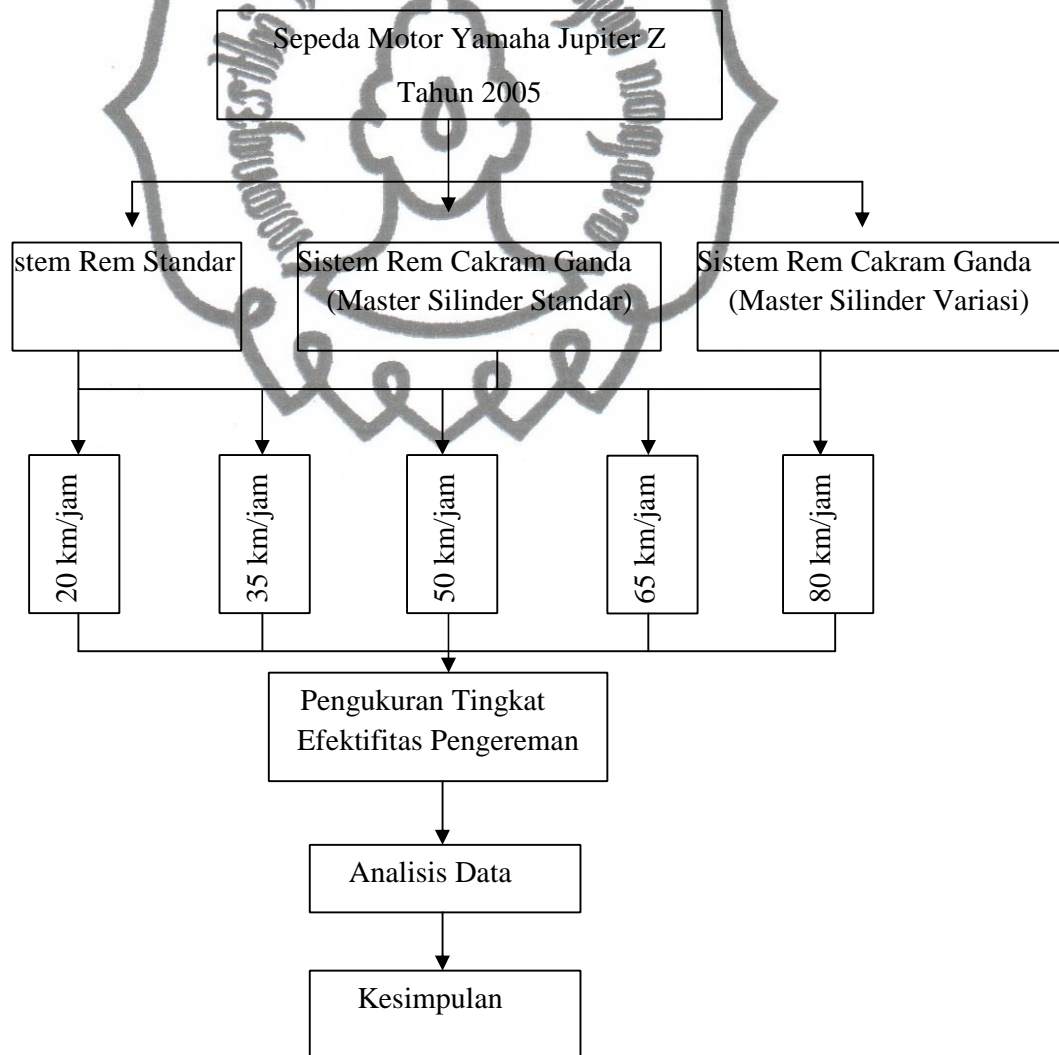 Sepeda Motor Yamaha Jupiter Z
Tahun 2005
stem Rem Standar
Sistem Rem Cakram Ganda
(Master Silinder Standar)
Sistem Rem Cakram Ganda
(Master Silinder Variasi)
20 km/jam
35 km/jam
50 km/jam
65 km/jam
80 km/jam
Pengukuran Tingkat
Efektifitas Pengereman
Analisis Data
Kesimpulan